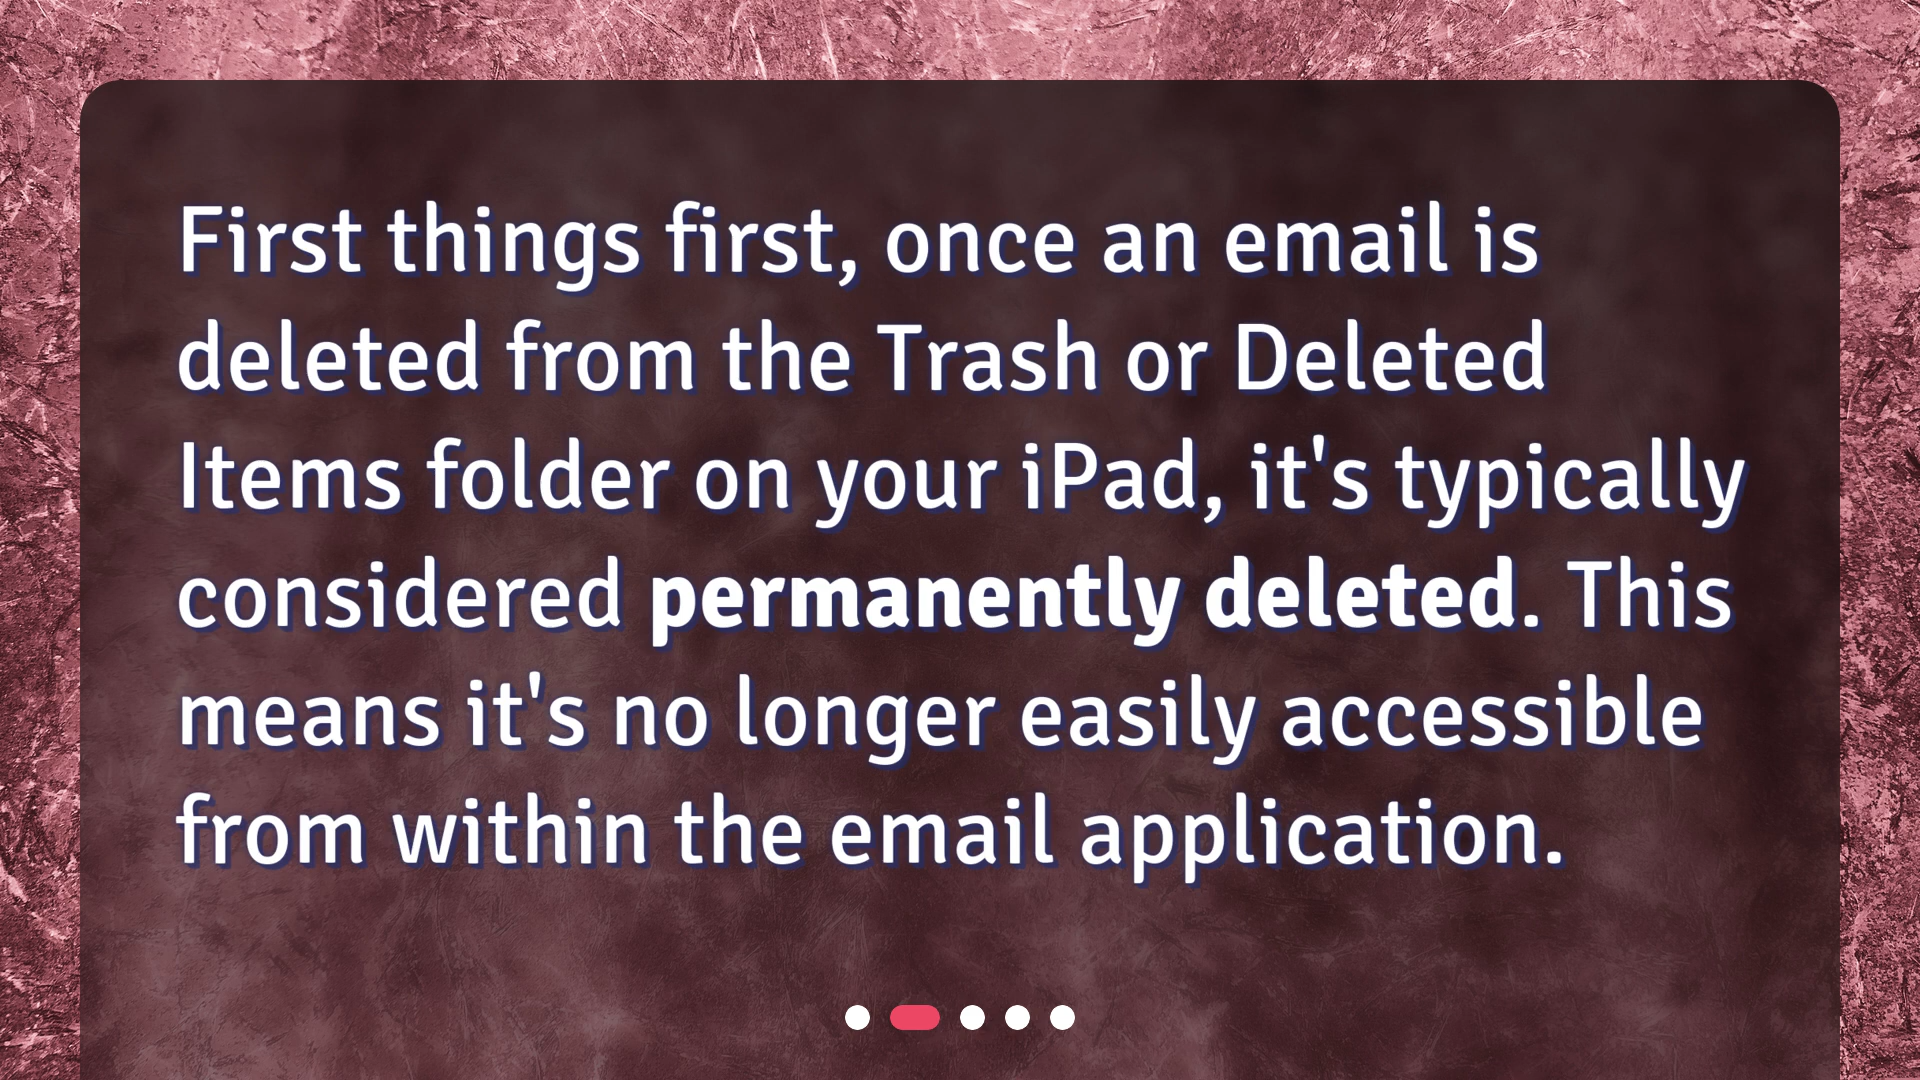 First things first, once an email is
deleted from the Trash or Deleted
Items folder on your iPad, it's typically
considered permanently deleted. This
means it's no longer easily accessible
from within the email application.